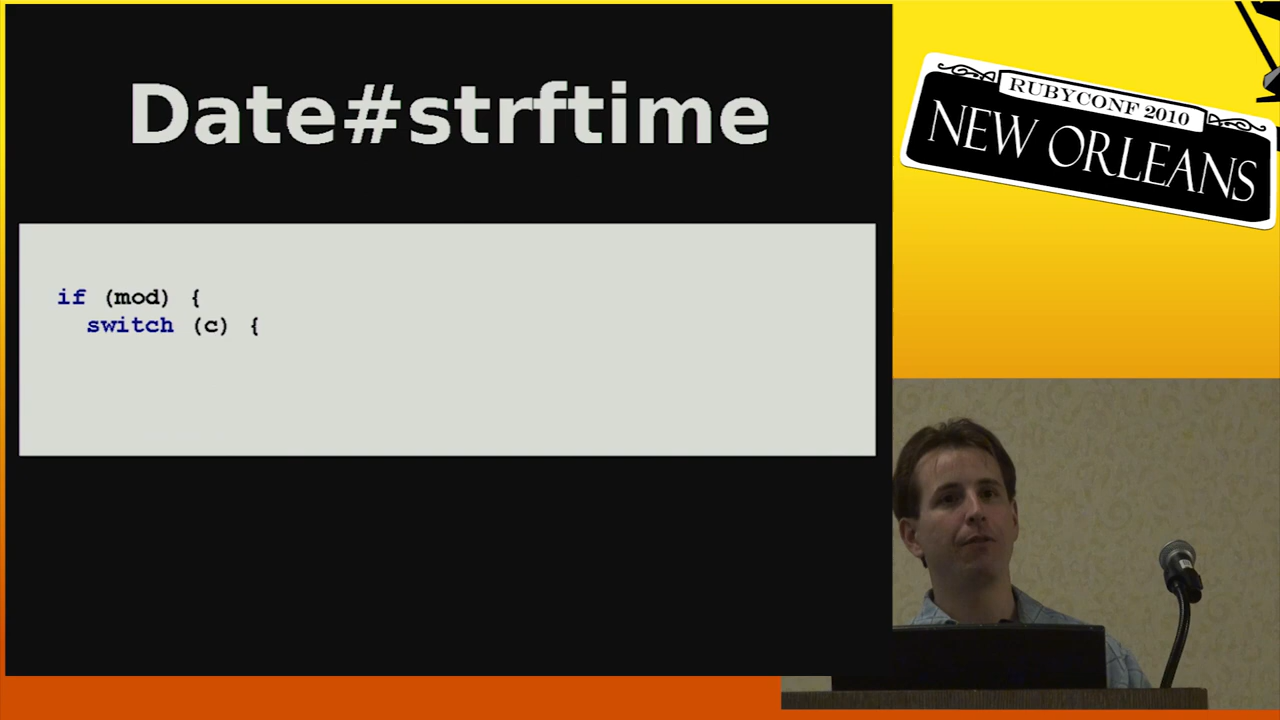 Date#strftime
if (mod) {
switch (c) {
RUBYCONF 2010
NEW ORLEANS